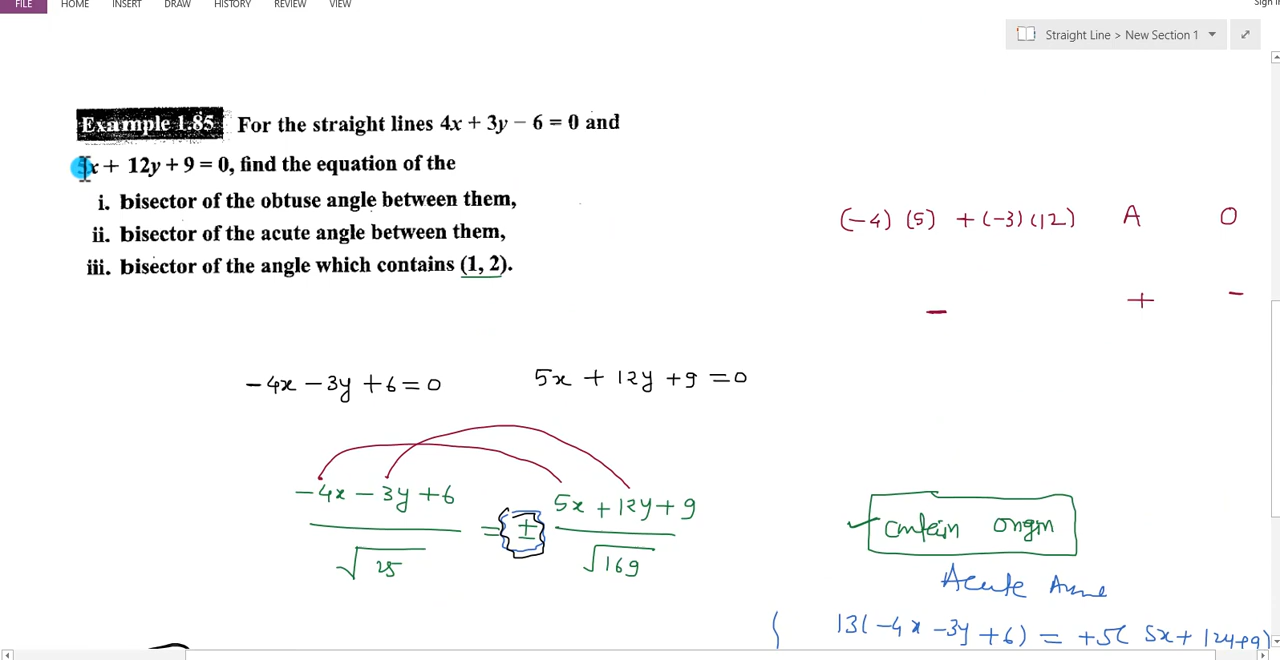 FILE HOME INSERT DRAW HISTORY REVIEW VIEW
Straight Line > New Section 1
Example 1.85 For the straight lines 4x + 3y − 6 = 0 and
5x + 12y + 9 = 0, find the equation of the
i. bisector of the obtuse angle between them,
ii. bisector of the acute angle between them,
iii. bisector of the angle which contains (1, 2).
(−4) (5) + (−3) (12) A O
− + −
−4x − 3y + 6 = 0 5x + 12y + 9 = 0
−4x − 3y + 6 = ± 5x + 12y + 9
√25 √169
contain origin
Acute
13(−4x − 3y + 6) = +5( 5x + 12y+9)